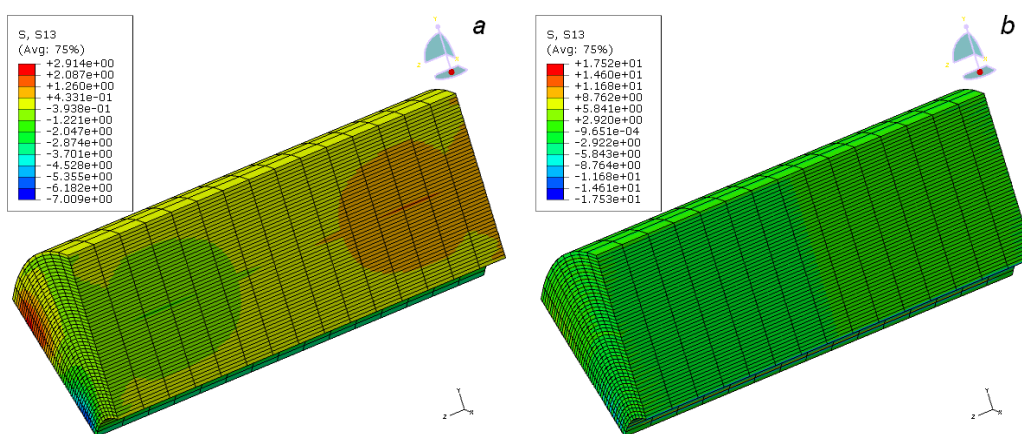 S, S13
(Avg: 75%)
+2.914e+00
+2.087e+00
+1.260e+00
+4.331e-01
-3.938e-01
-1.221e+00
-2.047e+00
-2.874e+00
-3.701e+00
-4.528e+00
-5.355e+00
-6.182e+00
-7.009e+00
a
Y
Z
X
Y
Z
X
S, S13
(Avg: 75%)
+1.752e+01
+1.460e+01
+1.168e+01
+8.762e+00
+5.841e+00
+2.920e+00
-9.651e-04
-2.922e+00
-5.843e+00
-8.764e+00
-1.168e+01
-1.461e+01
-1.753e+01
b
Y
Z
X
Y
Z
X